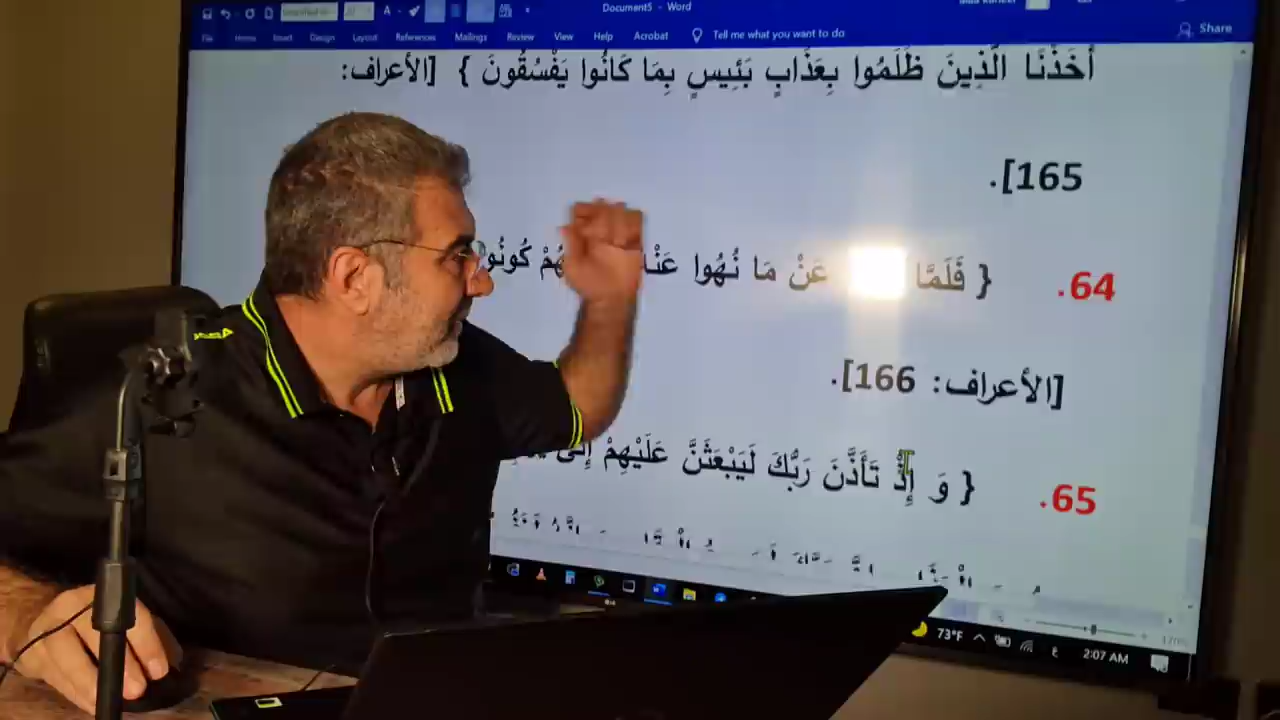 Document5 - Word
File Home Insert Design Layout References Mailings Review View Help Acrobat Tell me what you want to do Share
أَخَذْنَا الَّذِينَ ظَلَمُوا بِعَذَابٍ بَئِيسٍ بِمَا كَانُوا يَفْسُقُونَ } [الأعراف:
165].
64. { فَلَمَّا عَنْ مَا نُهُوا
[الأعراف: 166].
65. { وَ إِذْ تَأَذَّنَ رَبُّكَ لَيَبْعَثَنَّ عَلَيْهِمْ إِلَى
73°F ع 2:07 AM